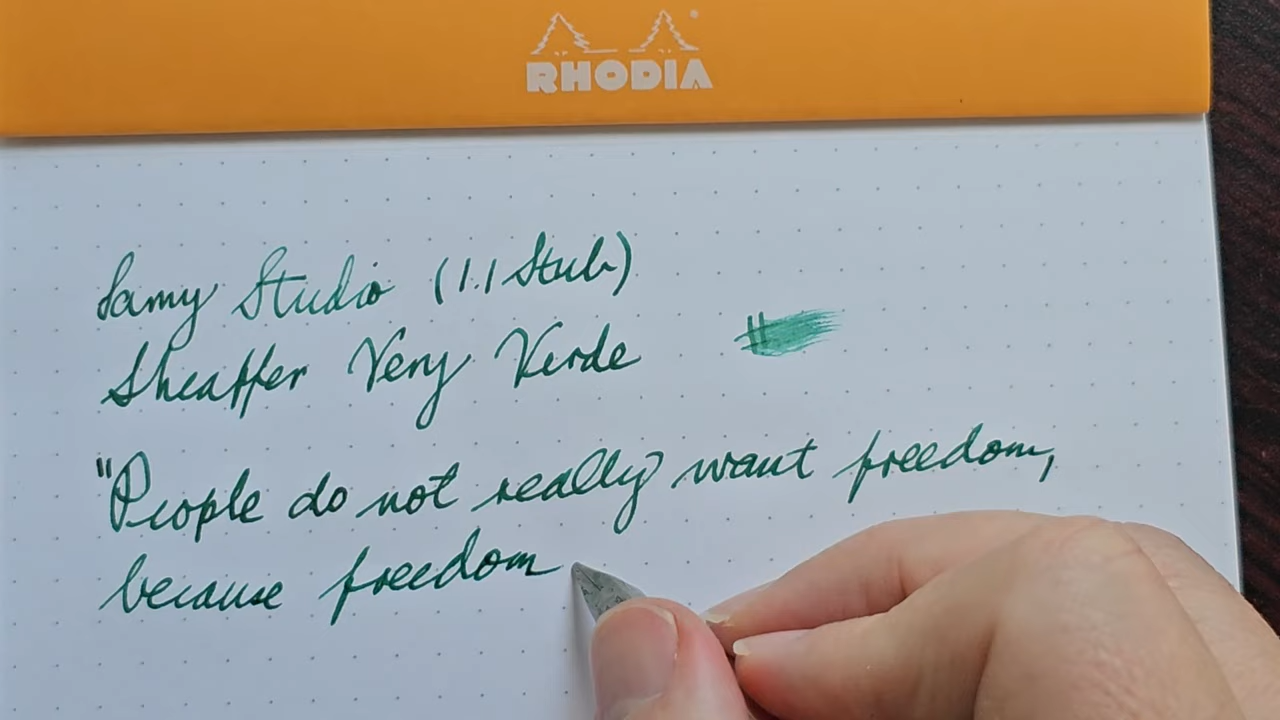 RHODIA
Lamy Studio (1.1 Stub)
Sheaffer Very Verde
"People do not really want freedom,
because freedom